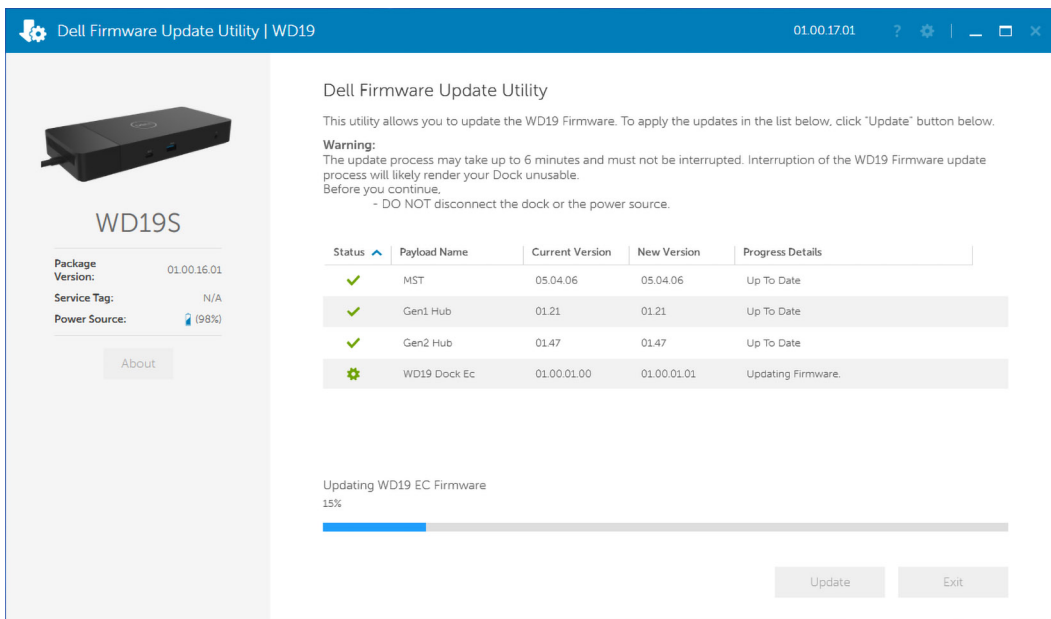 Dell Firmware Update Utility | WD19
01.00.17.01
?
Dell Firmware Update Utility
This utility allows you to update the WD19 Firmware. To apply the updates in the list below, click "Update" button below.
Warning:
The update process may take up to 6 minutes and must not be interrupted. Interruption of the WD19 Firmware update
process will likely render your Dock unusable.
Before you continue,
- DO NOT disconnect the dock or the power source.
WD19S
Package Version: 01.00.16.01
Service Tag: N/A
Power Source: (98%)
About
Status Payload Name Current Version New Version Progress Details
MST 05.04.06 05.04.06 Up To Date
Gen1 Hub 01.21 01.21 Up To Date
Gen2 Hub 01.47 01.47 Up To Date
WD19 Dock Ec 01.00.01.00 01.00.01.01 Updating Firmware.
Updating WD19 EC Firmware
15%
Update Exit